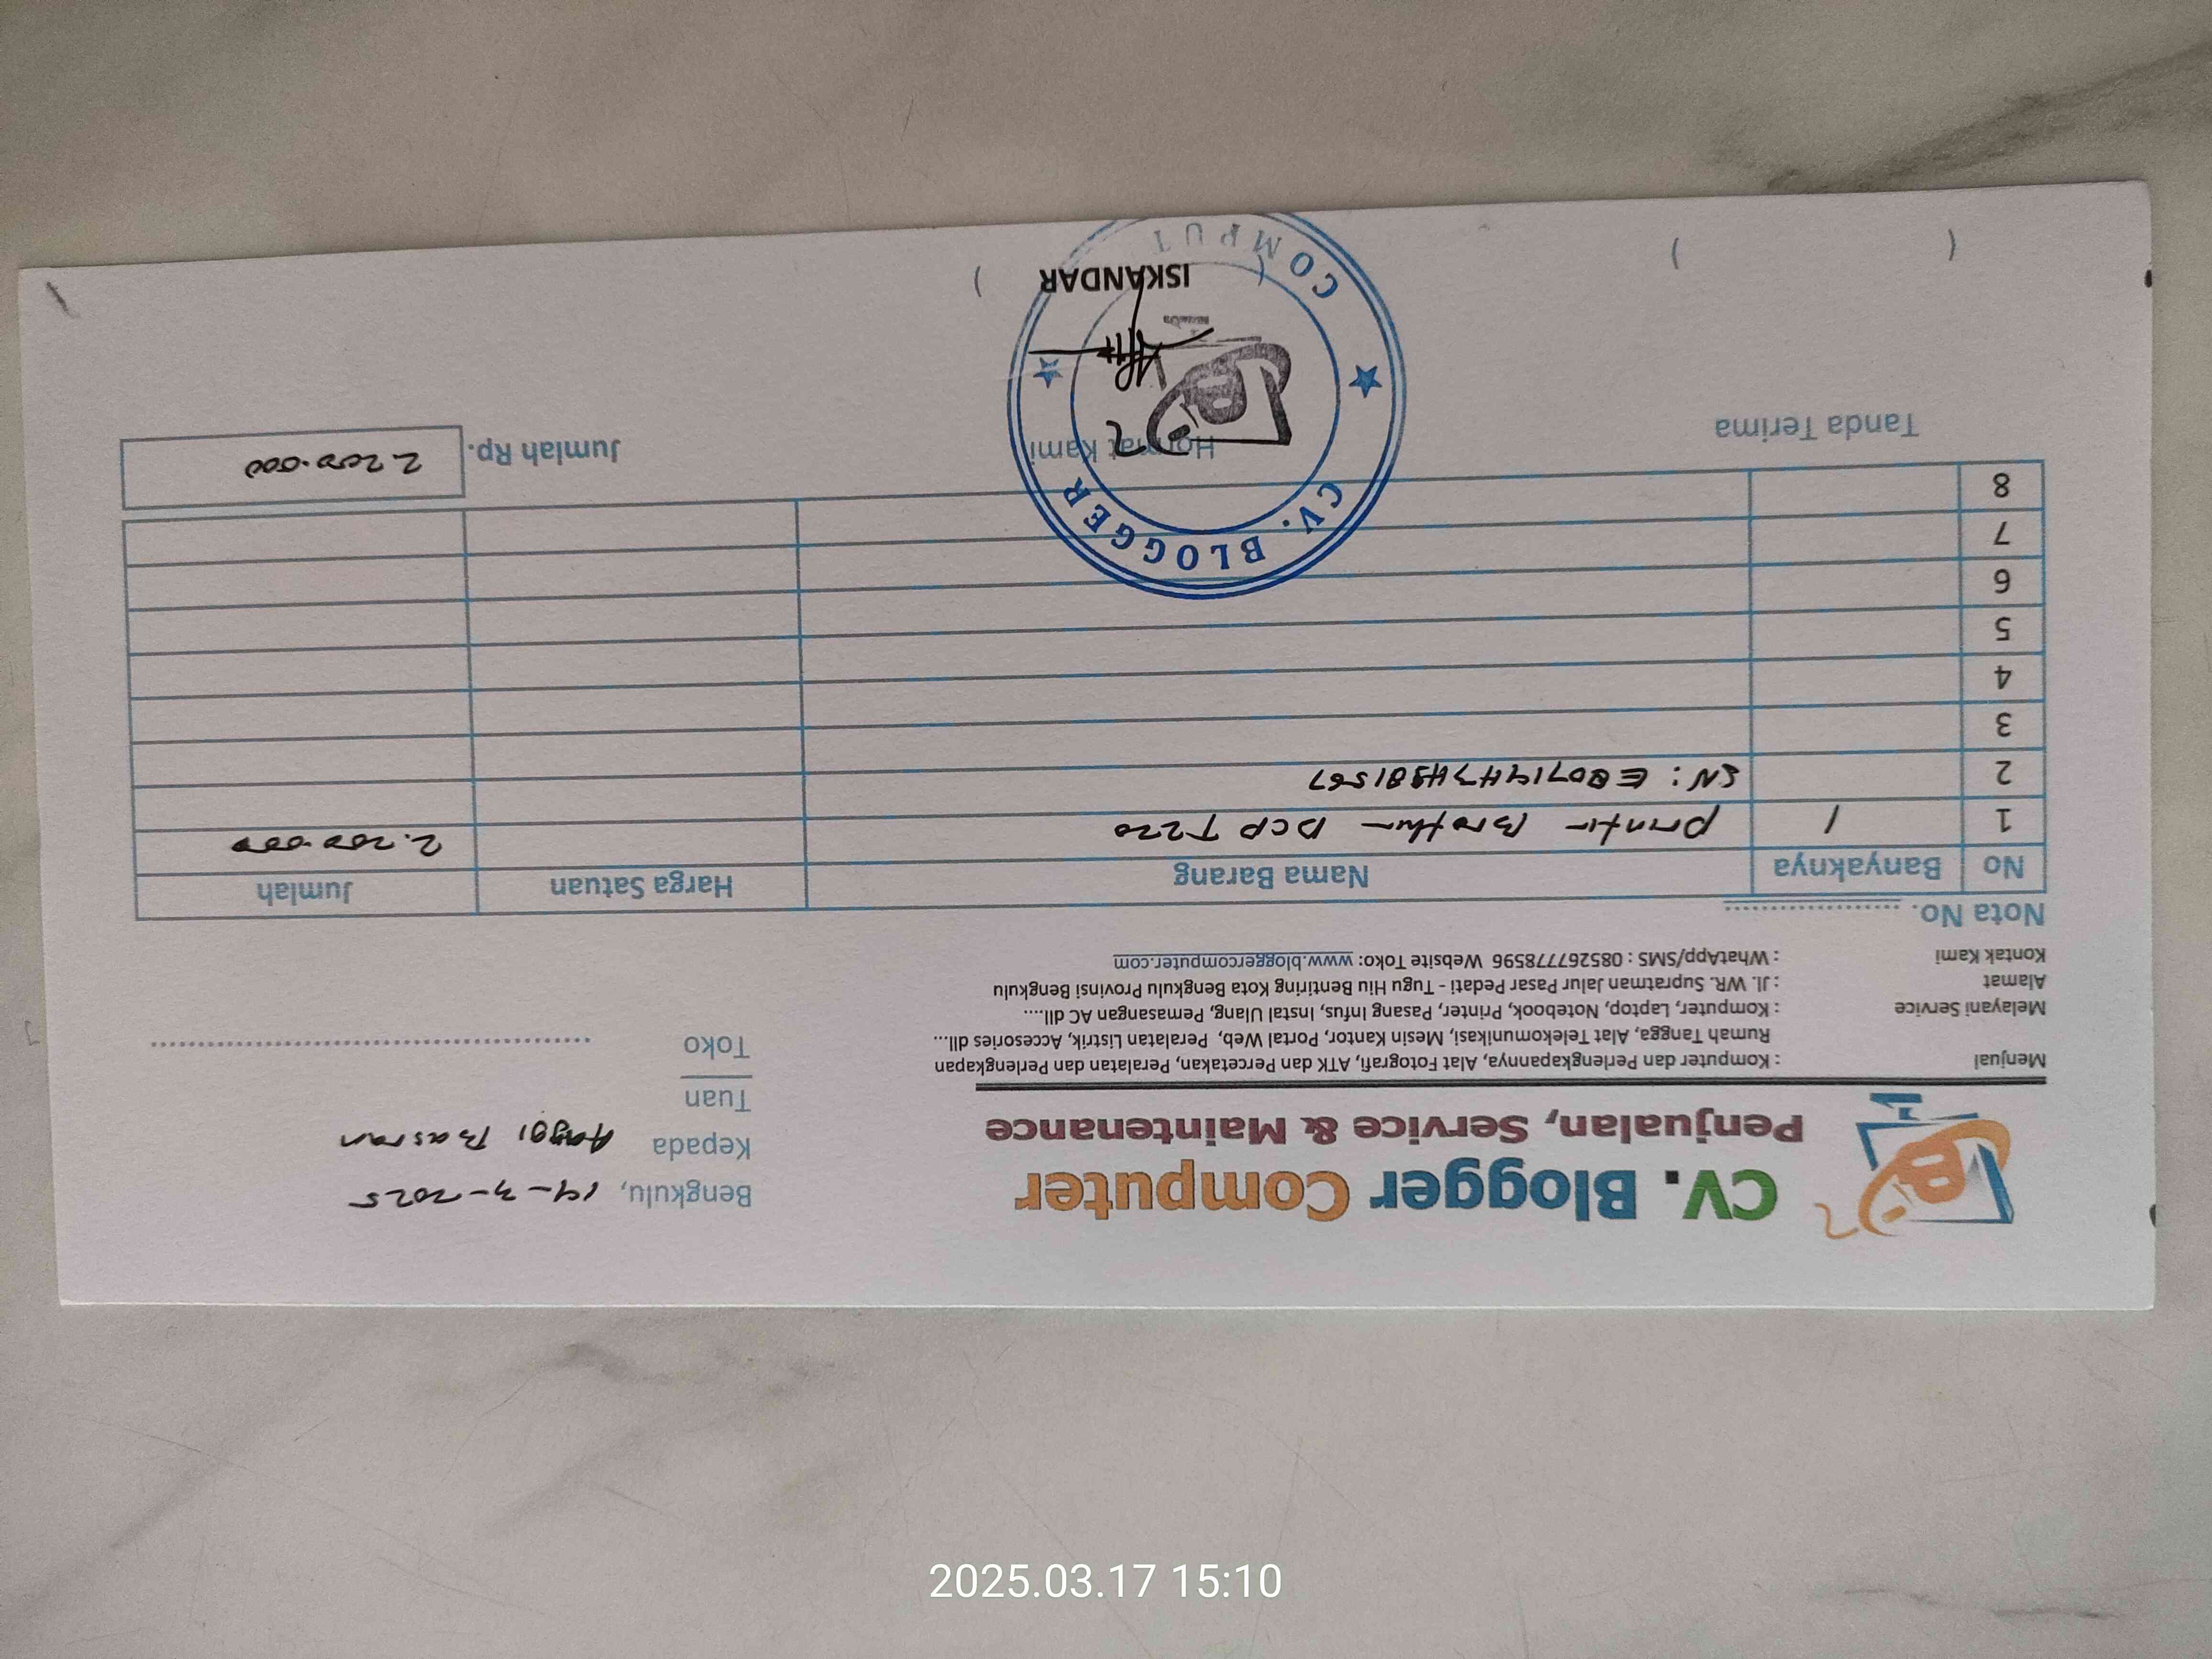 CV. Blogger Computer
Penjualan, Service & Maintenance
Bengkulu, 14-3-2025
Kepada Anggi Basran
Tuan
Toko ..........
Menjual : Komputer dan Perlengkapannya, Alat Fotografi, ATK dan Percetakan, Peralatan dan Perlengkapan
Rumah Tangga, Alat Telekomunikasi, Mesin Kantor, Portal Web, Peralatan Listrik, Accesories dll....
Melayani Service : Komputer, Laptop, Notebook, Printer, Pasang Infus, Instal Ulang, Pemasangan AC dll....
Alamat : Jl. WR. Supratman Jalur Pasar Pedati - Tugu Hiu Bentiring Kota Bengkulu Provinsi Bengkulu
Kontak Kami : WhatApp/SMS : 085267778596 Website Toko: www.bloggercomputer.com
Nota No. ..........
No Banyaknya Nama Barang Harga Satuan Jumlah
1 1 Printer Brother DCP T220 2.200.000
2 SN:
3
4
5
6
7
8
Tanda Terima Hormat Kami Jumlah Rp. 2.200.000
CV. BLOGGER COMPUT
( ) ( ISKANDAR )
2025.03.17 15:10